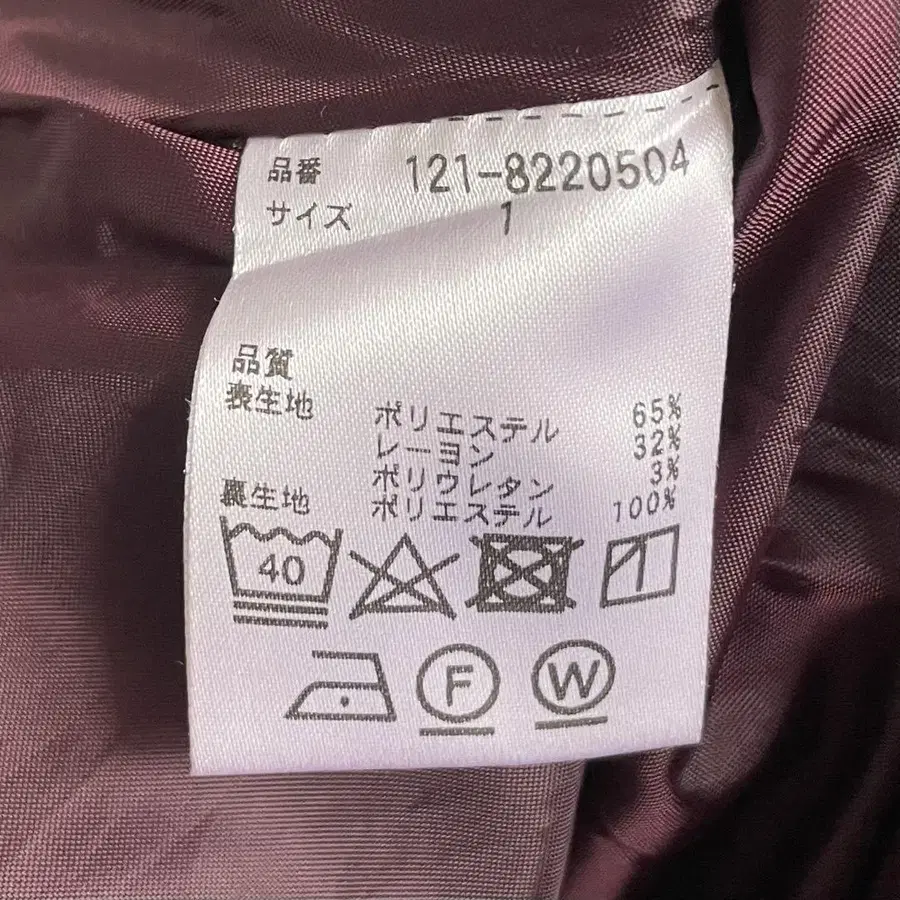 品番 121-8220504
サイズ 1
品質
表生地 ポリエステル 65%
レーヨン 32%
ポリウレタン 3%
裏生地 ポリエステル 100%
40
F W